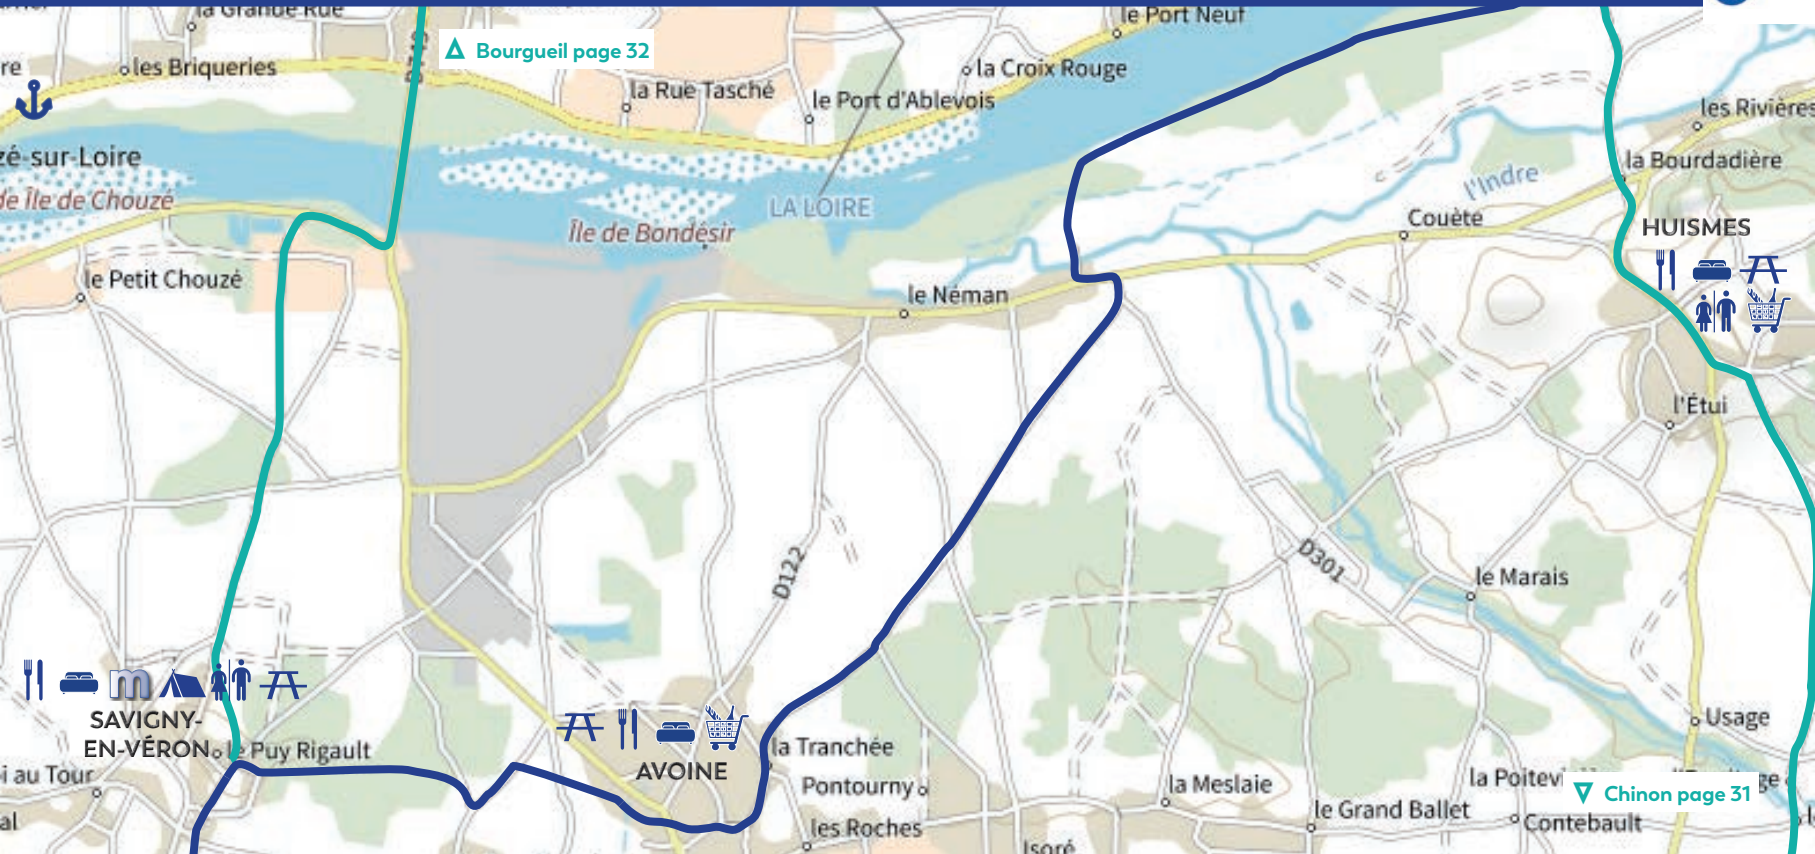 la Grande Rue
le Port Neuf
Bourgueil page 32
les Briqueries
la Croix Rouge
la Rue Tasché
le Port d'Ablevois
les Rivières
zé-sur-Loire
la Bourdadière
l'Indre
de Île de Chouzé
LA LOIRE
Couète
HUISMES
Île de Bondésir
le Petit Chouzé
le Néman
l'Étui
D122
D301
le Marais
SAVIGNY-
EN-VÉRON
m
le Puy Rigault
Usage
i au Tour
la Tranchée
AVOINE
Pontourny
la Meslaie
la Poitevi
ge
Chinon page 31
al
les Roches
le Grand Ballet
Contebault
Isoré